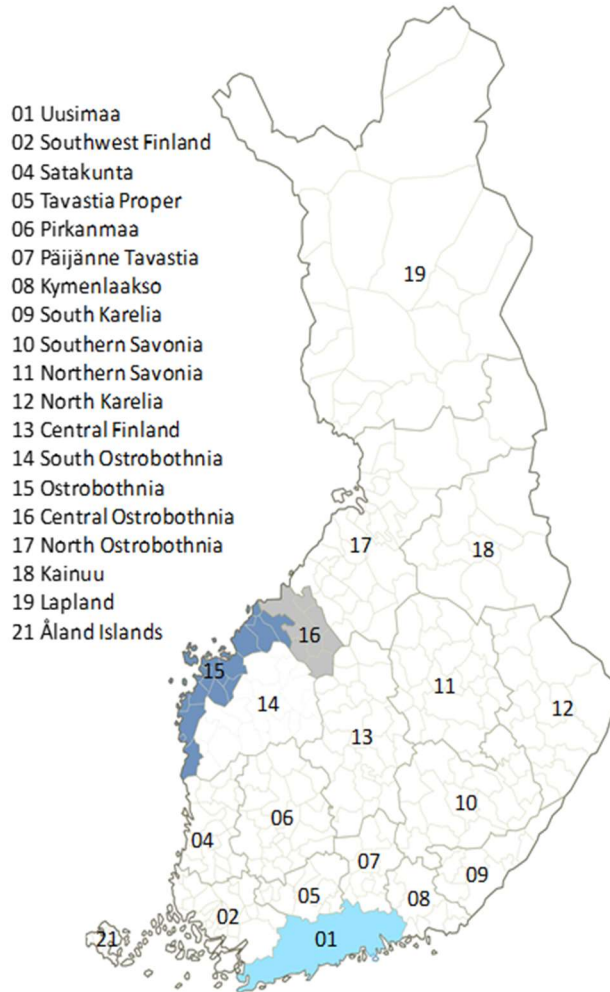 01 Uusimaa
02 Southwest Finland
04 Satakunta
05 Tavastia Proper
06 Pirkanmaa
07 Päijänne Tavastia
08 Kymenlaakso
09 South Karelia
10 Southern Savonia
11 Northern Savonia
12 North Karelia
13 Central Finland
14 South Ostrobothnia
15 Ostrobothnia
16 Central Ostrobothnia
17 North Ostrobothnia
18 Kainuu
19 Lapland
21 Åland Islands
19
17
18
16
15
14
11
12
13
10
06
04
07
09
05
08
02
01
21